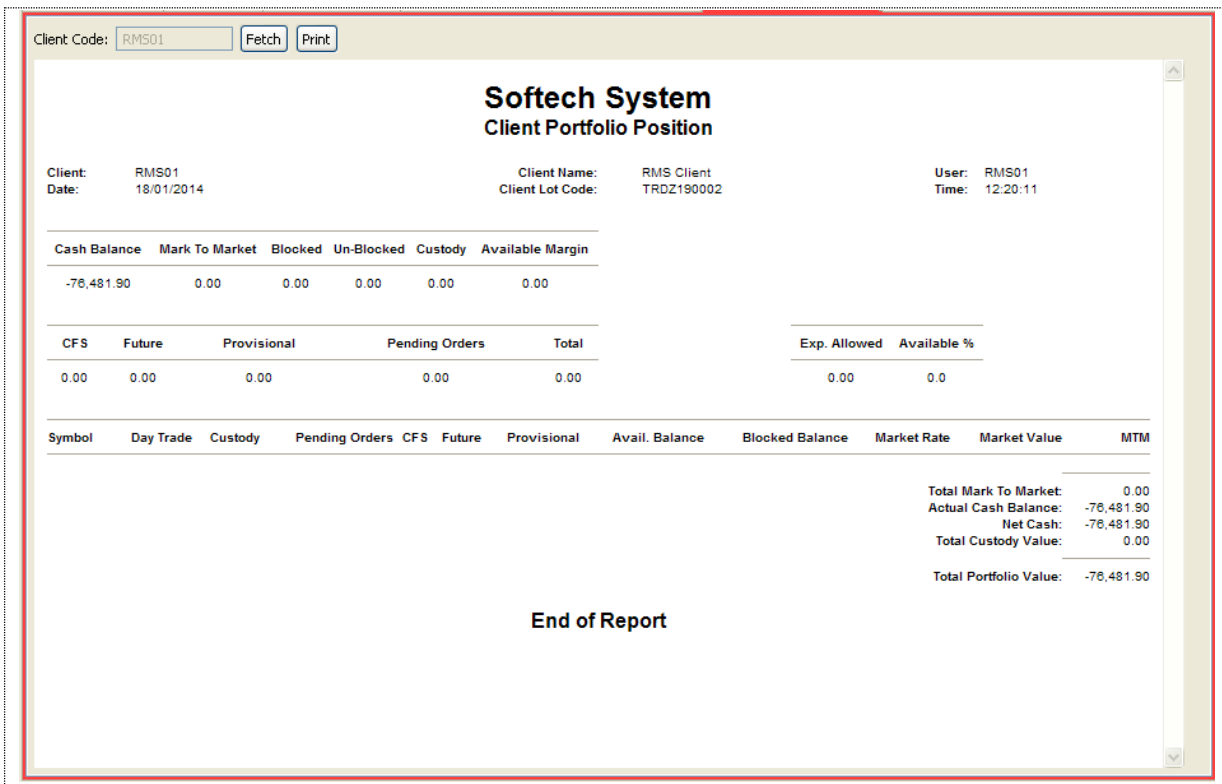 Client Code: RMS01 Fetch Print
Softech System
Client Portfolio Position
Client: RMS01 Client Name: RMS Client User: RMS01
Date: 18/01/2014 Client Lot Code: TRDZ190002 Time: 12:20:11
Cash Balance Mark To Market Blocked Un-Blocked Custody Available Margin
-76,481.90 0.00 0.00 0.00 0.00 0.00
CFS Future Provisional Pending Orders Total Exp. Allowed Available %
0.00 0.00 0.00 0.00 0.00 0.00 0.0
Symbol Day Trade Custody Pending Orders CFS Future Provisional Avail. Balance Blocked Balance Market Rate Market Value MTM
Total Mark To Market: 0.00
Actual Cash Balance: -76,481.90
Net Cash: -76,481.90
Total Custody Value: 0.00
Total Portfolio Value: -76,481.90
End of Report